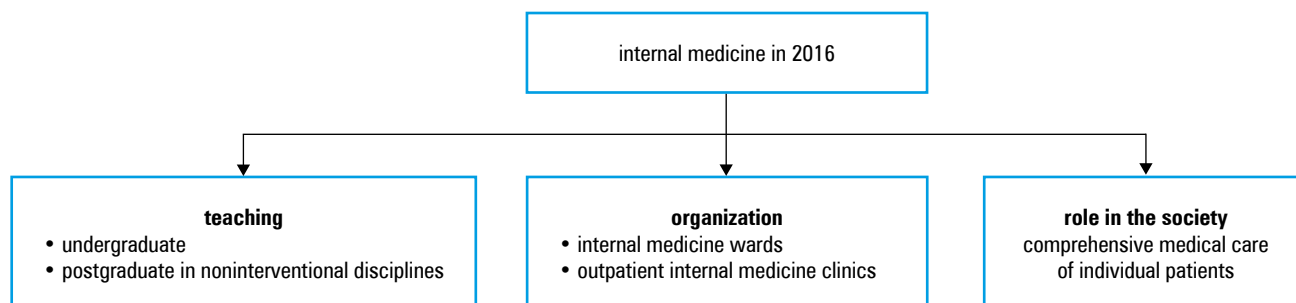 internal medicine in 2016
teaching
• undergraduate
• postgraduate in noninterventional disciplines
organization
• internal medicine wards
• outpatient internal medicine clinics
role in the society
comprehensive medical care
of individual patients